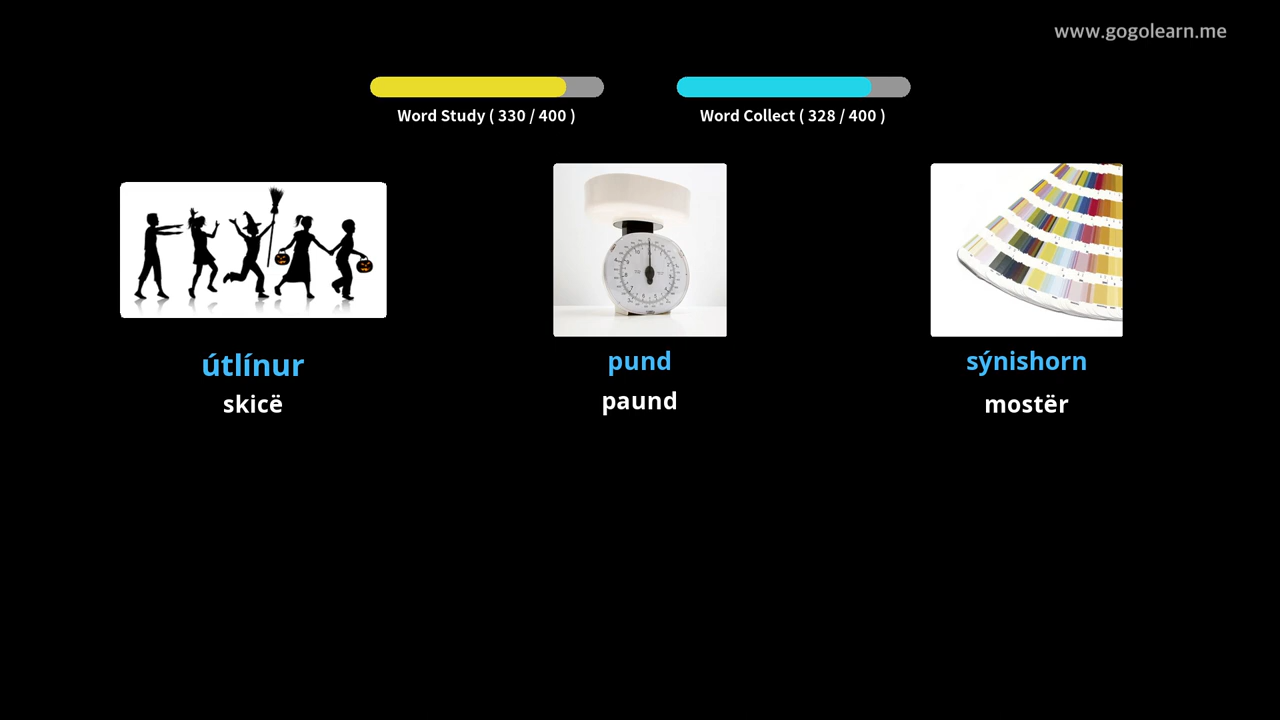 www.gogolearn.me
Word Study ( 330 / 400 )
Word Collect ( 328 / 400 )
útlínur
skicë
pund
paund
sýnishorn
mostër